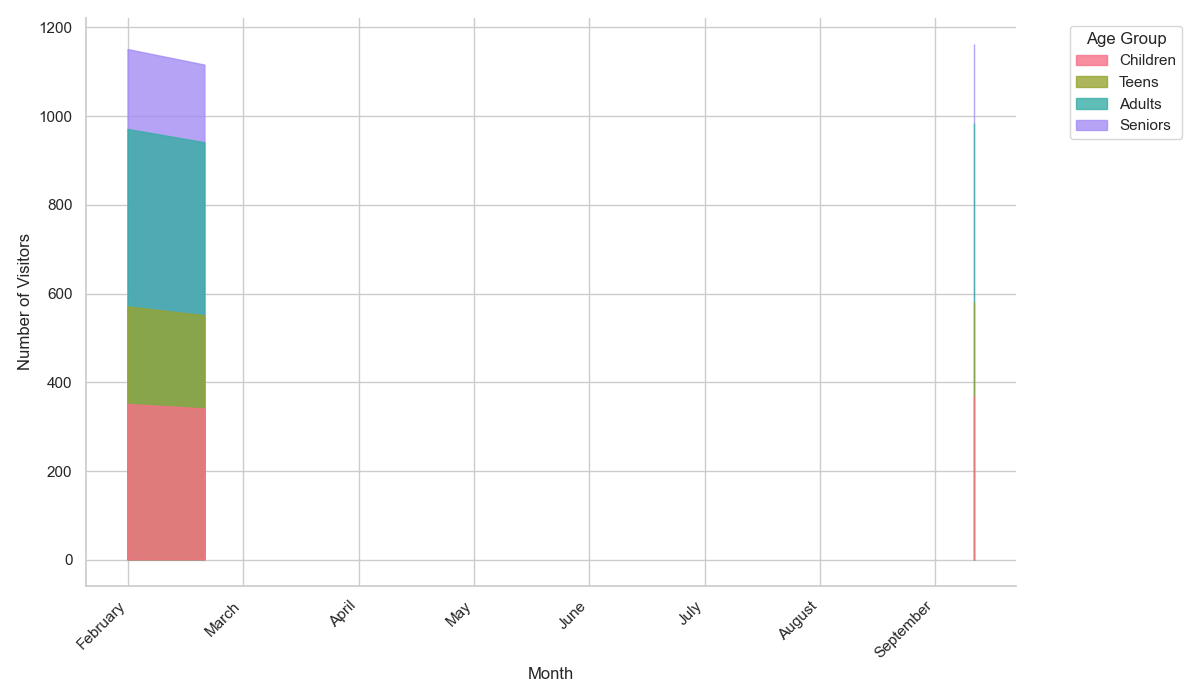 1200
1000
800
600
400
200
0
Number of Visitors
February
March
April
May
June
July
August
September
Month
Age Group
Children
Teens
Adults
Seniors